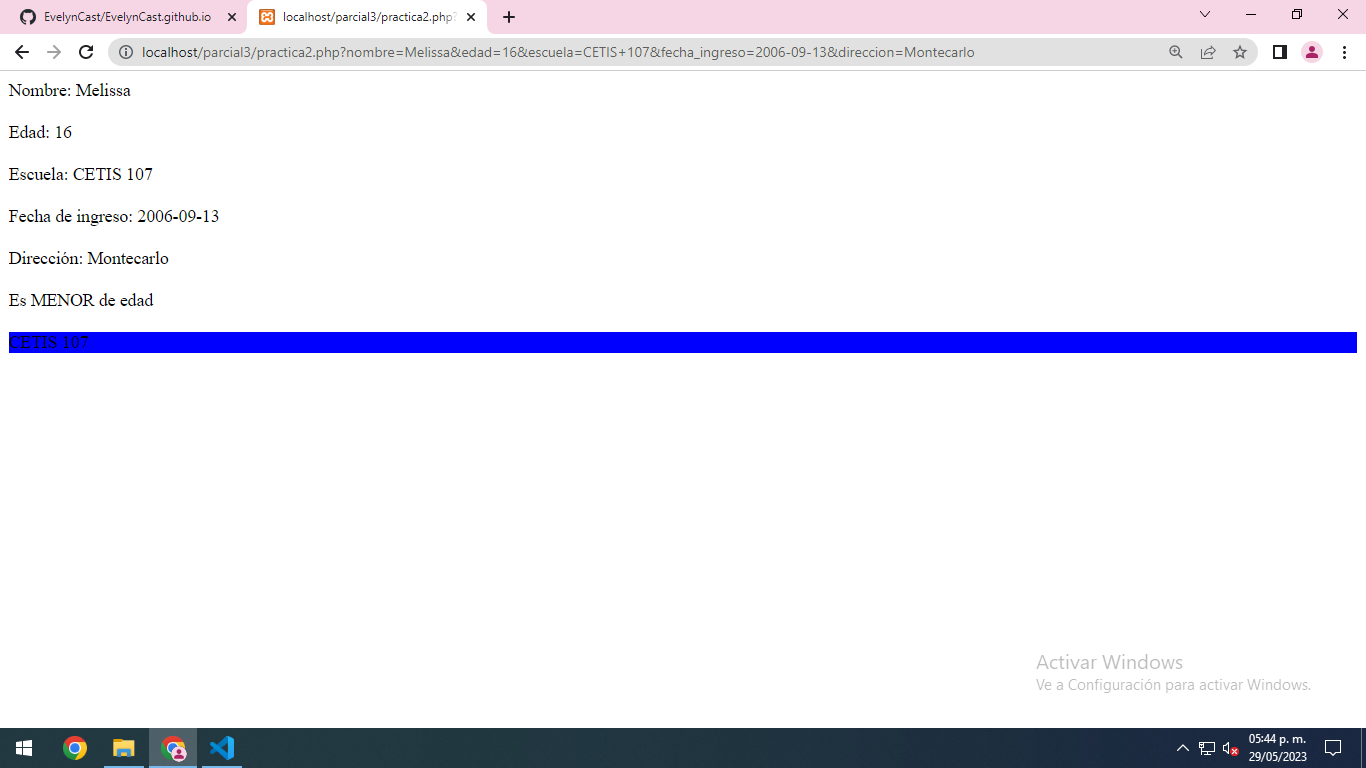 EvelynCast/EvelynCast.github.io
localhost/parcial3/practica2.php?
localhost/parcial3/practica2.php?nombre=Melissa&edad=16&escuela=CETIS+107&fecha_ingreso=2006-09-13&direccion=Montecarlo
Nombre: Melissa
Edad: 16
Escuela: CETIS 107
Fecha de ingreso: 2006-09-13
Dirección: Montecarlo
Es MENOR de edad
CETIS 107
Activar Windows
Ve a Configuración para activar Windows.
05:44 p. m.
29/05/2023